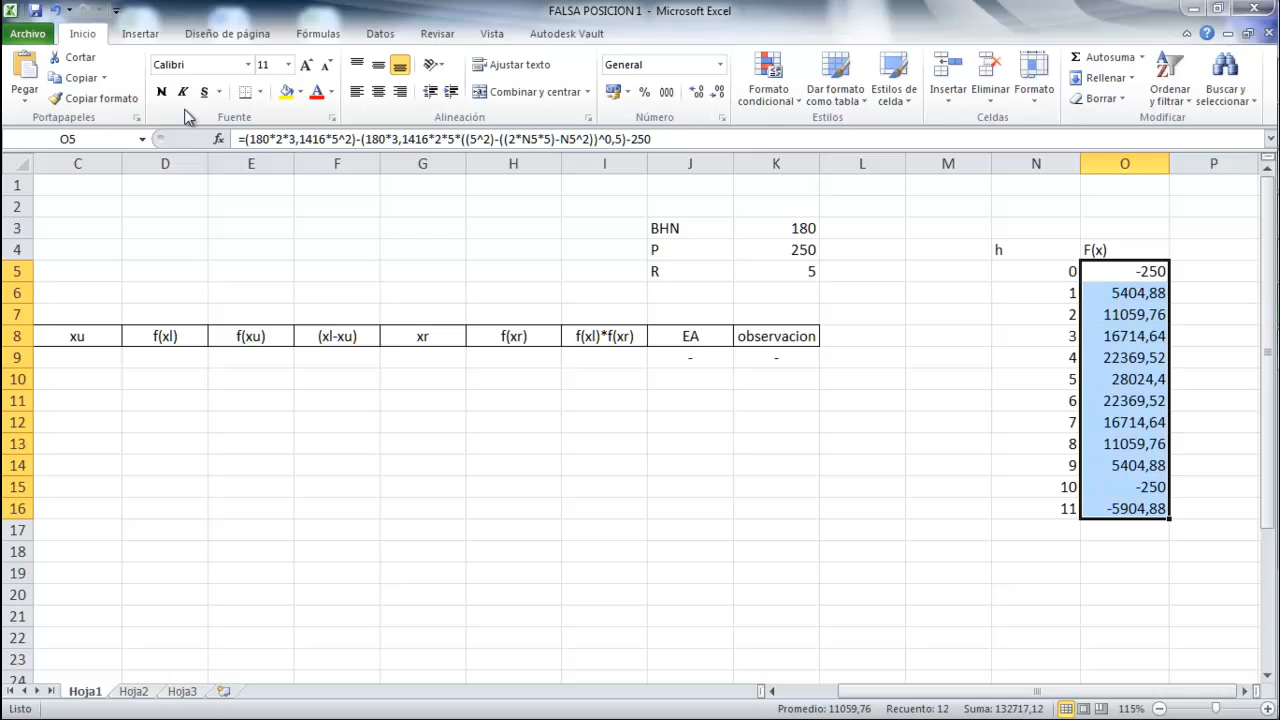 FALSA POSICION 1 - Microsoft Excel
Archivo Inicio Insertar Diseño de página Fórmulas Datos Revisar Vista Autodesk Vault
Pegar
Cortar
Copiar
Copiar formato
Portapapeles
Calibri 11
N K S
Fuente
Ajustar texto
Combinar y centrar
Alineación
General
% 000
Número
Formato condicional
Dar formato como tabla
Estilos de celda
Estilos
Insertar Eliminar Formato
Celdas
Σ Autosuma
Rellenar
Borrar
Ordenar y filtrar
Buscar y seleccionar
Modificar
O5 fx =(180*2*3,1416*5^2)-(180*3,1416*2*5*((5^2)-((2*N5*5)-N5^2))^0,5)-250
C D E F G H I J K L M N O P
1
2
3 BHN 180
4 P 250 h F(x)
5 R 5 0 -250
6 1 5404,88
7 2 11059,76
8 xu f(xl) f(xu) (xl-xu) xr f(xr) f(xl)*f(xr) EA observacion 3 16714,64
9 - - 4 22369,52
10 5 28024,4
11 6 22369,52
12 7 16714,64
13 8 11059,76
14 9 5404,88
15 10 -250
16 11 -5904,88
17
18
19
20
21
22
23
24
Hoja1 Hoja2 Hoja3
Listo Promedio: 11059,76 Recuento: 12 Suma: 132717,12 115%